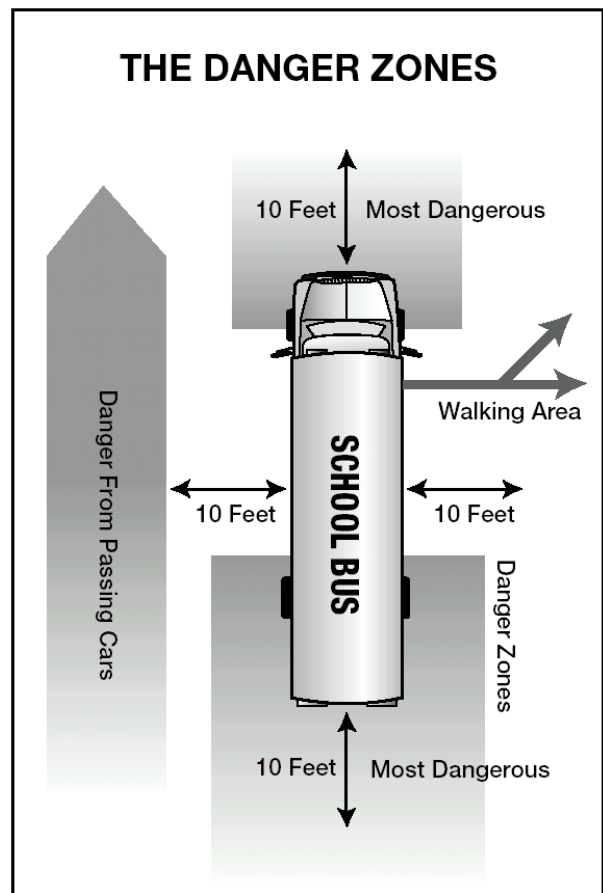 THE DANGER ZONES
10 Feet
Most Dangerous
Walking Area
Danger From Passing Cars
SCHOOL BUS
10 Feet
10 Feet
Danger Zones
10 Feet
Most Dangerous